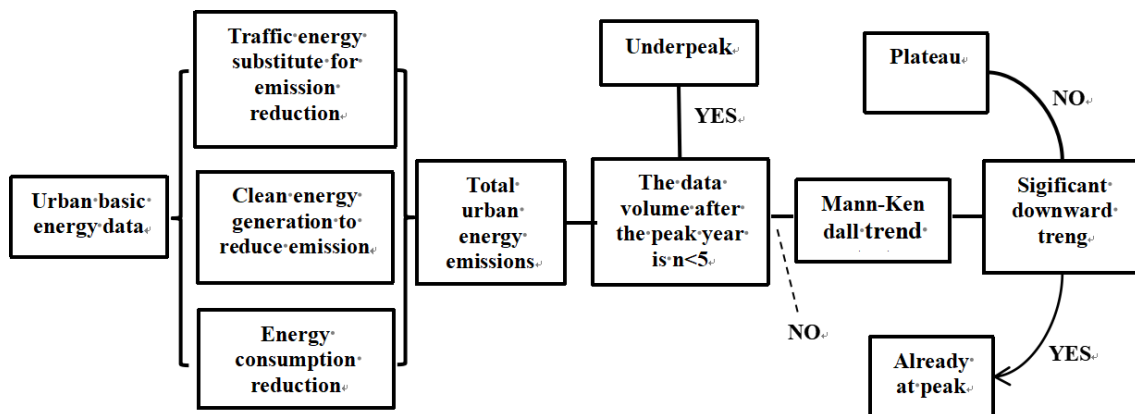 Traffic energy
substitute for
emission
reduction
Underpeak
Plateau
NO
YES
Urban basic
energy data
Clean energy
generation to
reduce emission
Total
urban
energy
emissions
The data
volume after
the peak year
is n<5
Mann-Ken
dall trend
Sigificant
downward
treng
Energy
consumption
reduction
NO
Already
at peak
YES